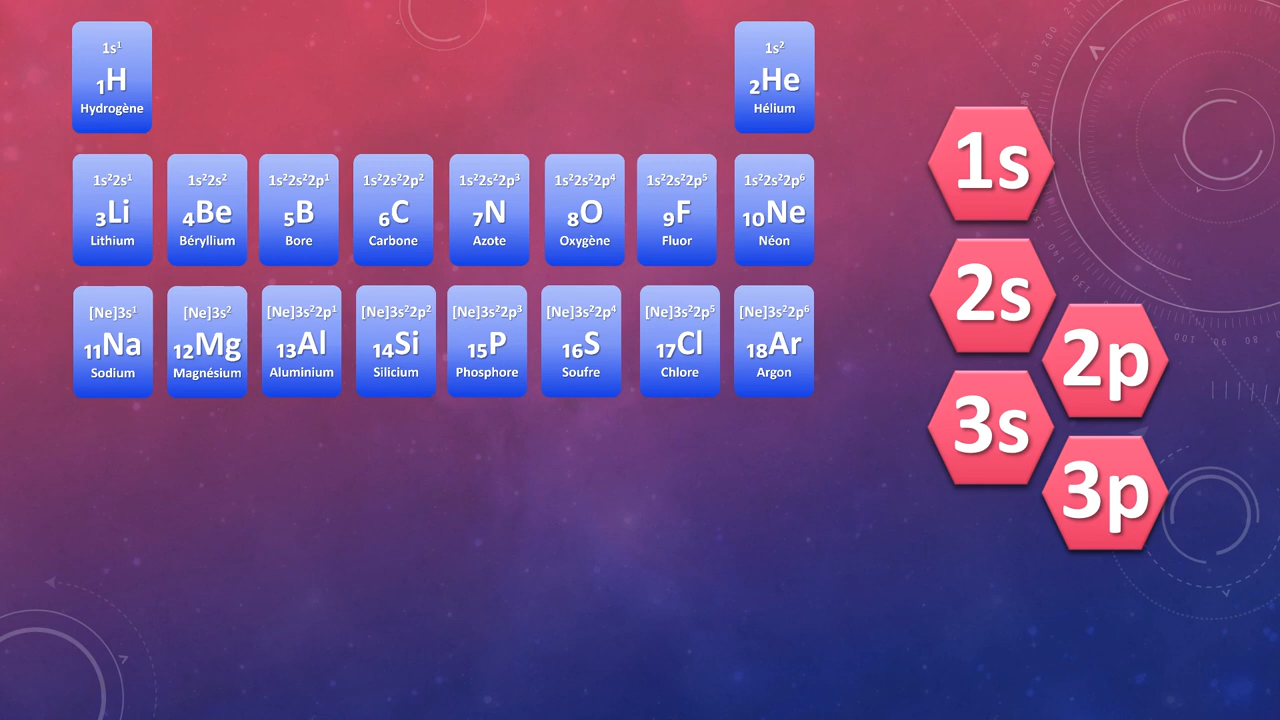 1s¹
₁H
Hydrogène
1s²
₂He
Hélium
1s²2s¹
₃Li
Lithium
1s²2s²
₄Be
Béryllium
1s²2s²2p¹
₅B
Bore
1s²2s²2p²
₆C
Carbone
1s²2s²2p³
₇N
Azote
1s²2s²2p⁴
₈O
Oxygène
1s²2s²2p⁵
₉F
Fluor
1s²2s²2p⁶
₁₀Ne
Néon
[Ne]3s¹
₁₁Na
Sodium
[Ne]3s²
₁₂Mg
Magnésium
[Ne]3s²2p¹
₁₃Al
Aluminium
[Ne]3s²2p²
₁₄Si
Silicium
[Ne]3s²2p³
₁₅P
Phosphore
[Ne]3s²2p⁴
₁₆S
Soufre
[Ne]3s²2p⁵
₁₇Cl
Chlore
[Ne]3s²2p⁶
₁₈Ar
Argon
1s
2s
2p
3s
3p